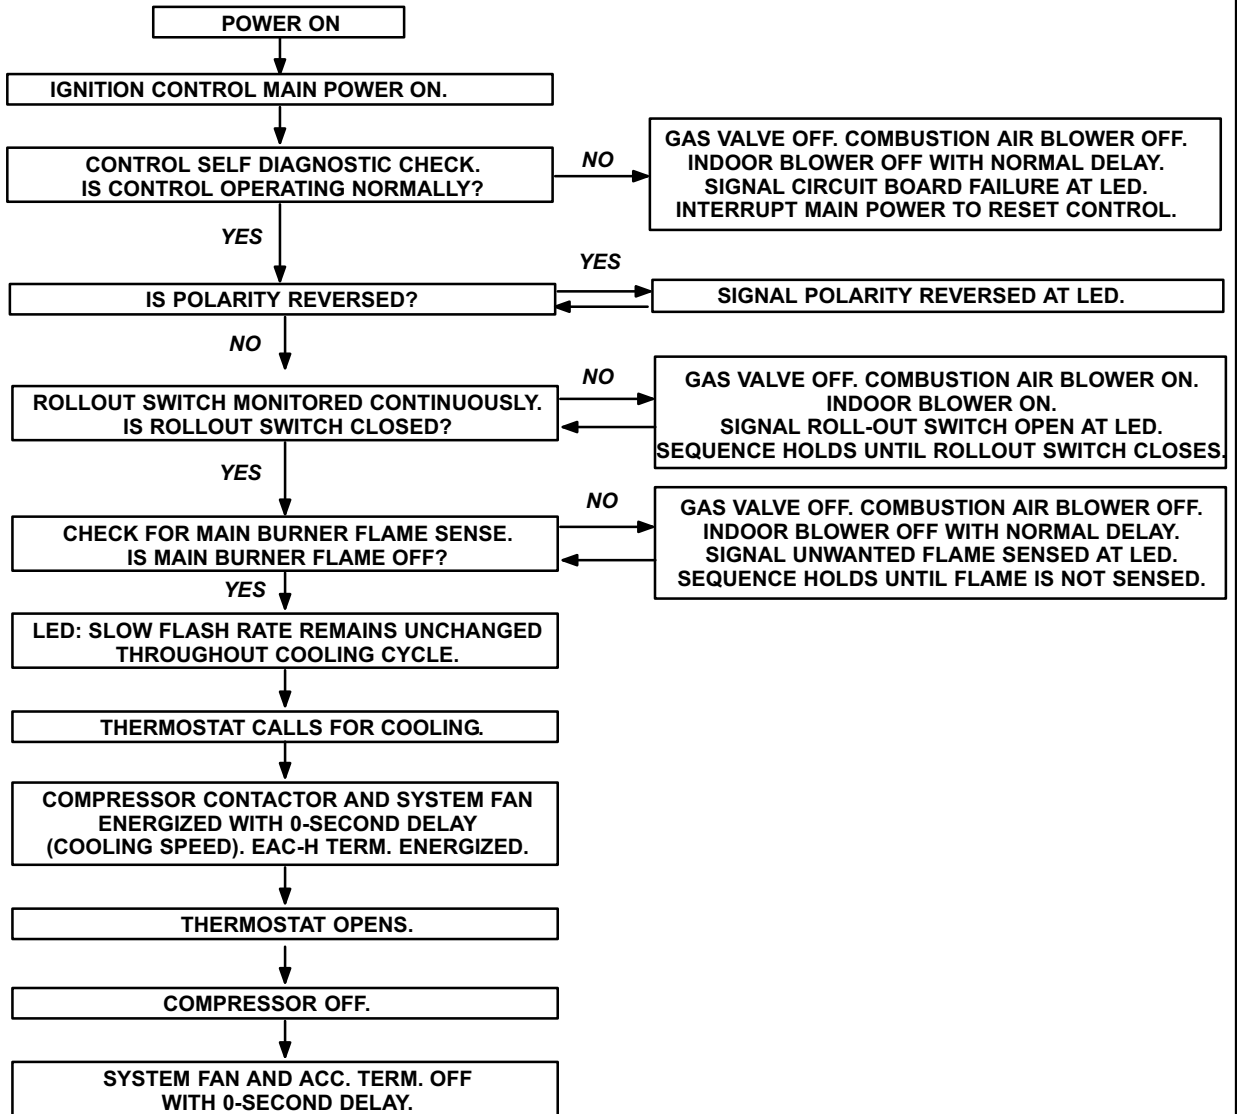 POWER ON
IGNITION CONTROL MAIN POWER ON.
CONTROL SELF DIAGNOSTIC CHECK.
IS CONTROL OPERATING NORMALLY?
NO
GAS VALVE OFF. COMBUSTION AIR BLOWER OFF.
INDOOR BLOWER OFF WITH NORMAL DELAY.
SIGNAL CIRCUIT BOARD FAILURE AT LED.
INTERRUPT MAIN POWER TO RESET CONTROL.
YES
IS POLARITY REVERSED?
YES
SIGNAL POLARITY REVERSED AT LED.
NO
ROLLOUT SWITCH MONITORED CONTINUOUSLY.
IS ROLLOUT SWITCH CLOSED?
NO
GAS VALVE OFF. COMBUSTION AIR BLOWER ON.
INDOOR BLOWER ON.
SIGNAL ROLL-OUT SWITCH OPEN AT LED.
SEQUENCE HOLDS UNTIL ROLLOUT SWITCH CLOSES.
YES
CHECK FOR MAIN BURNER FLAME SENSE.
IS MAIN BURNER FLAME OFF?
NO
GAS VALVE OFF. COMBUSTION AIR BLOWER OFF.
INDOOR BLOWER OFF WITH NORMAL DELAY.
SIGNAL UNWANTED FLAME SENSED AT LED.
SEQUENCE HOLDS UNTIL FLAME IS NOT SENSED.
YES
LED: SLOW FLASH RATE REMAINS UNCHANGED
THROUGHOUT COOLING CYCLE.
THERMOSTAT CALLS FOR COOLING.
COMPRESSOR CONTACTOR AND SYSTEM FAN
ENERGIZED WITH 0-SECOND DELAY
(COOLING SPEED). EAC-H TERM. ENERGIZED.
THERMOSTAT OPENS.
COMPRESSOR OFF.
SYSTEM FAN AND ACC. TERM. OFF
WITH 0-SECOND DELAY.